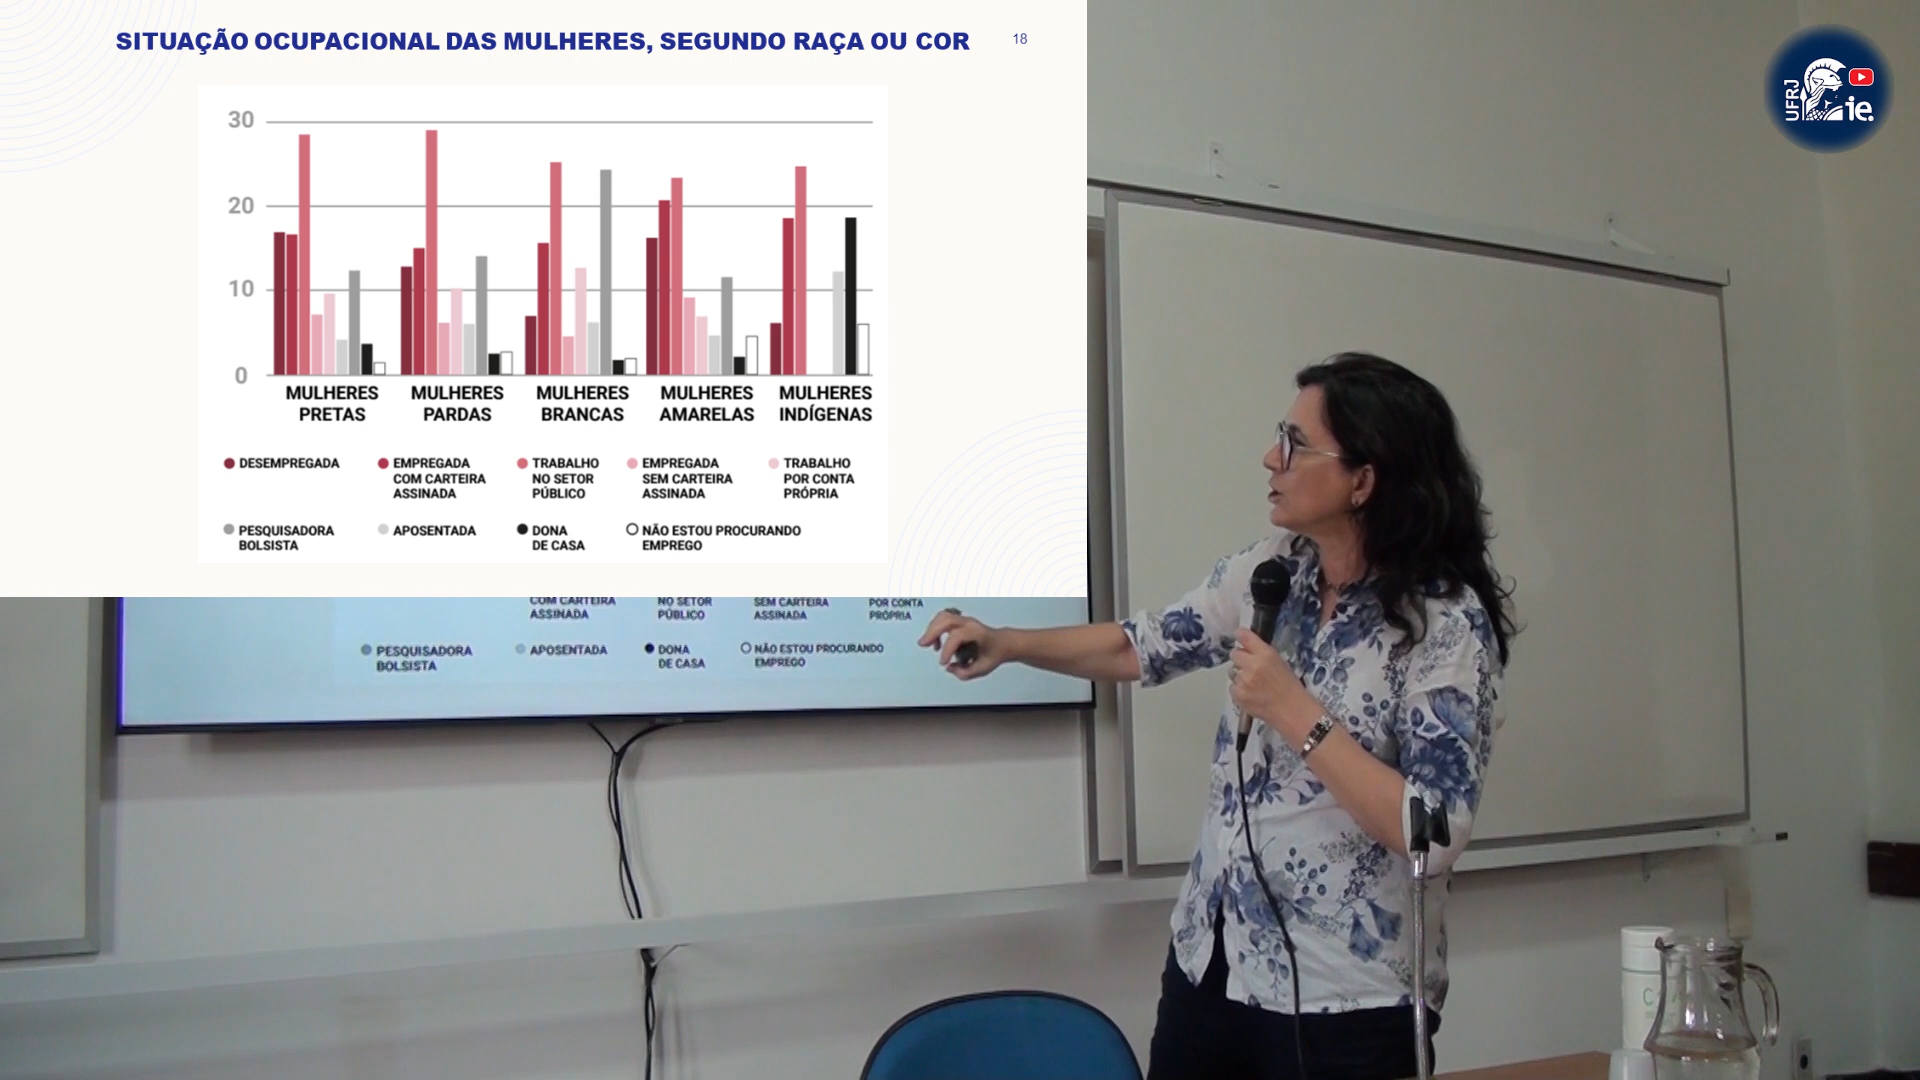 SITUAÇÃO OCUPACIONAL DAS MULHERES, SEGUNDO RAÇA OU COR
18
30
20
10
0
MULHERES PRETAS
MULHERES PARDAS
MULHERES BRANCAS
MULHERES AMARELAS
MULHERES INDÍGENAS
DESEMPREGADA
EMPREGADA
COM CARTEIRA
ASSINADA
TRABALHO
NO SETOR
PÚBLICO
EMPREGADA
SEM CARTEIRA
ASSINADA
TRABALHO
POR CONTA
PRÓPRIA
PESQUISADORA
BOLSISTA
APOSENTADA
DONA
DE CASA
NÃO ESTOU PROCURANDO
EMPREGO
COM CARTEIRA
ASSINADA
NO SETOR
PÚBLICO
SEM CARTEIRA
ASSINADA
POR CONTA
PRÓPRIA
PESQUISADORA
BOLSISTA
APOSENTADA
DONA
DE CASA
NÃO ESTOU PROCURANDO
EMPREGO
UFRJ
ie.